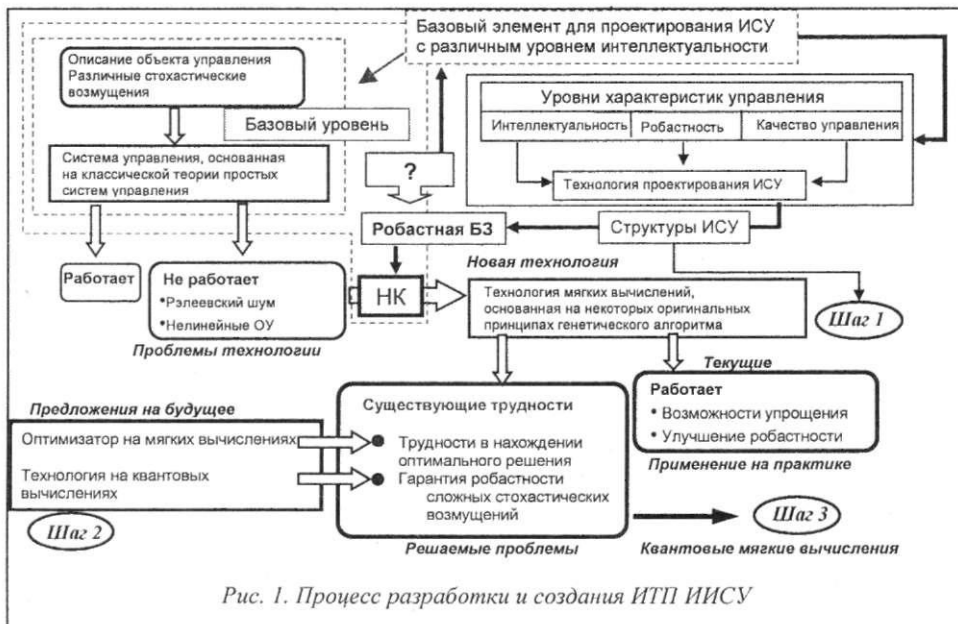 Базовый элемент для проектирования ИСУ
с различным уровнем интеллектуальности
Описание объекта управления
Различные стохастические
возмущения
Базовый уровень
Система управления, основанная
на классической теории простых
систем управления
Уровни характеристик управления
Интеллектуальность
Робастность
Качество управления
Технология проектирования ИСУ
?
Робастная БЗ
Структуры ИСУ
Работает
Не работает
•Рэлеевский шум
•Нелинейные ОУ
Проблемы технологии
НК
Новая технология
Технология мягких вычислений,
основанная на некоторых оригинальных
принципах генетического алгоритма
Шаг 1
Текущие
Работает
• Возможности упрощения
• Улучшение робастности
Применение на практике
Предложения на будущее
Оптимизатор на мягких вычислениях
Технология на квантовых
вычислениях
Шаг 2
Существующие трудности
● Трудности в нахождении
оптимального решения
● Гарантия робастности
сложных стохастических
возмущений
Решаемые проблемы
Шаг 3
Квантовые мягкие вычисления
Рис. 1. Процесс разработки и создания ИТП ИИСУ